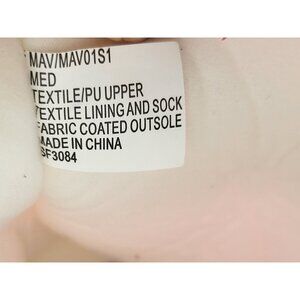 MAV/MAV01S1
MED
TEXTILE/PU UPPER
TEXTILE LINING AND SOCK
FABRIC COATED OUTSOLE
MADE IN CHINA
SF3084